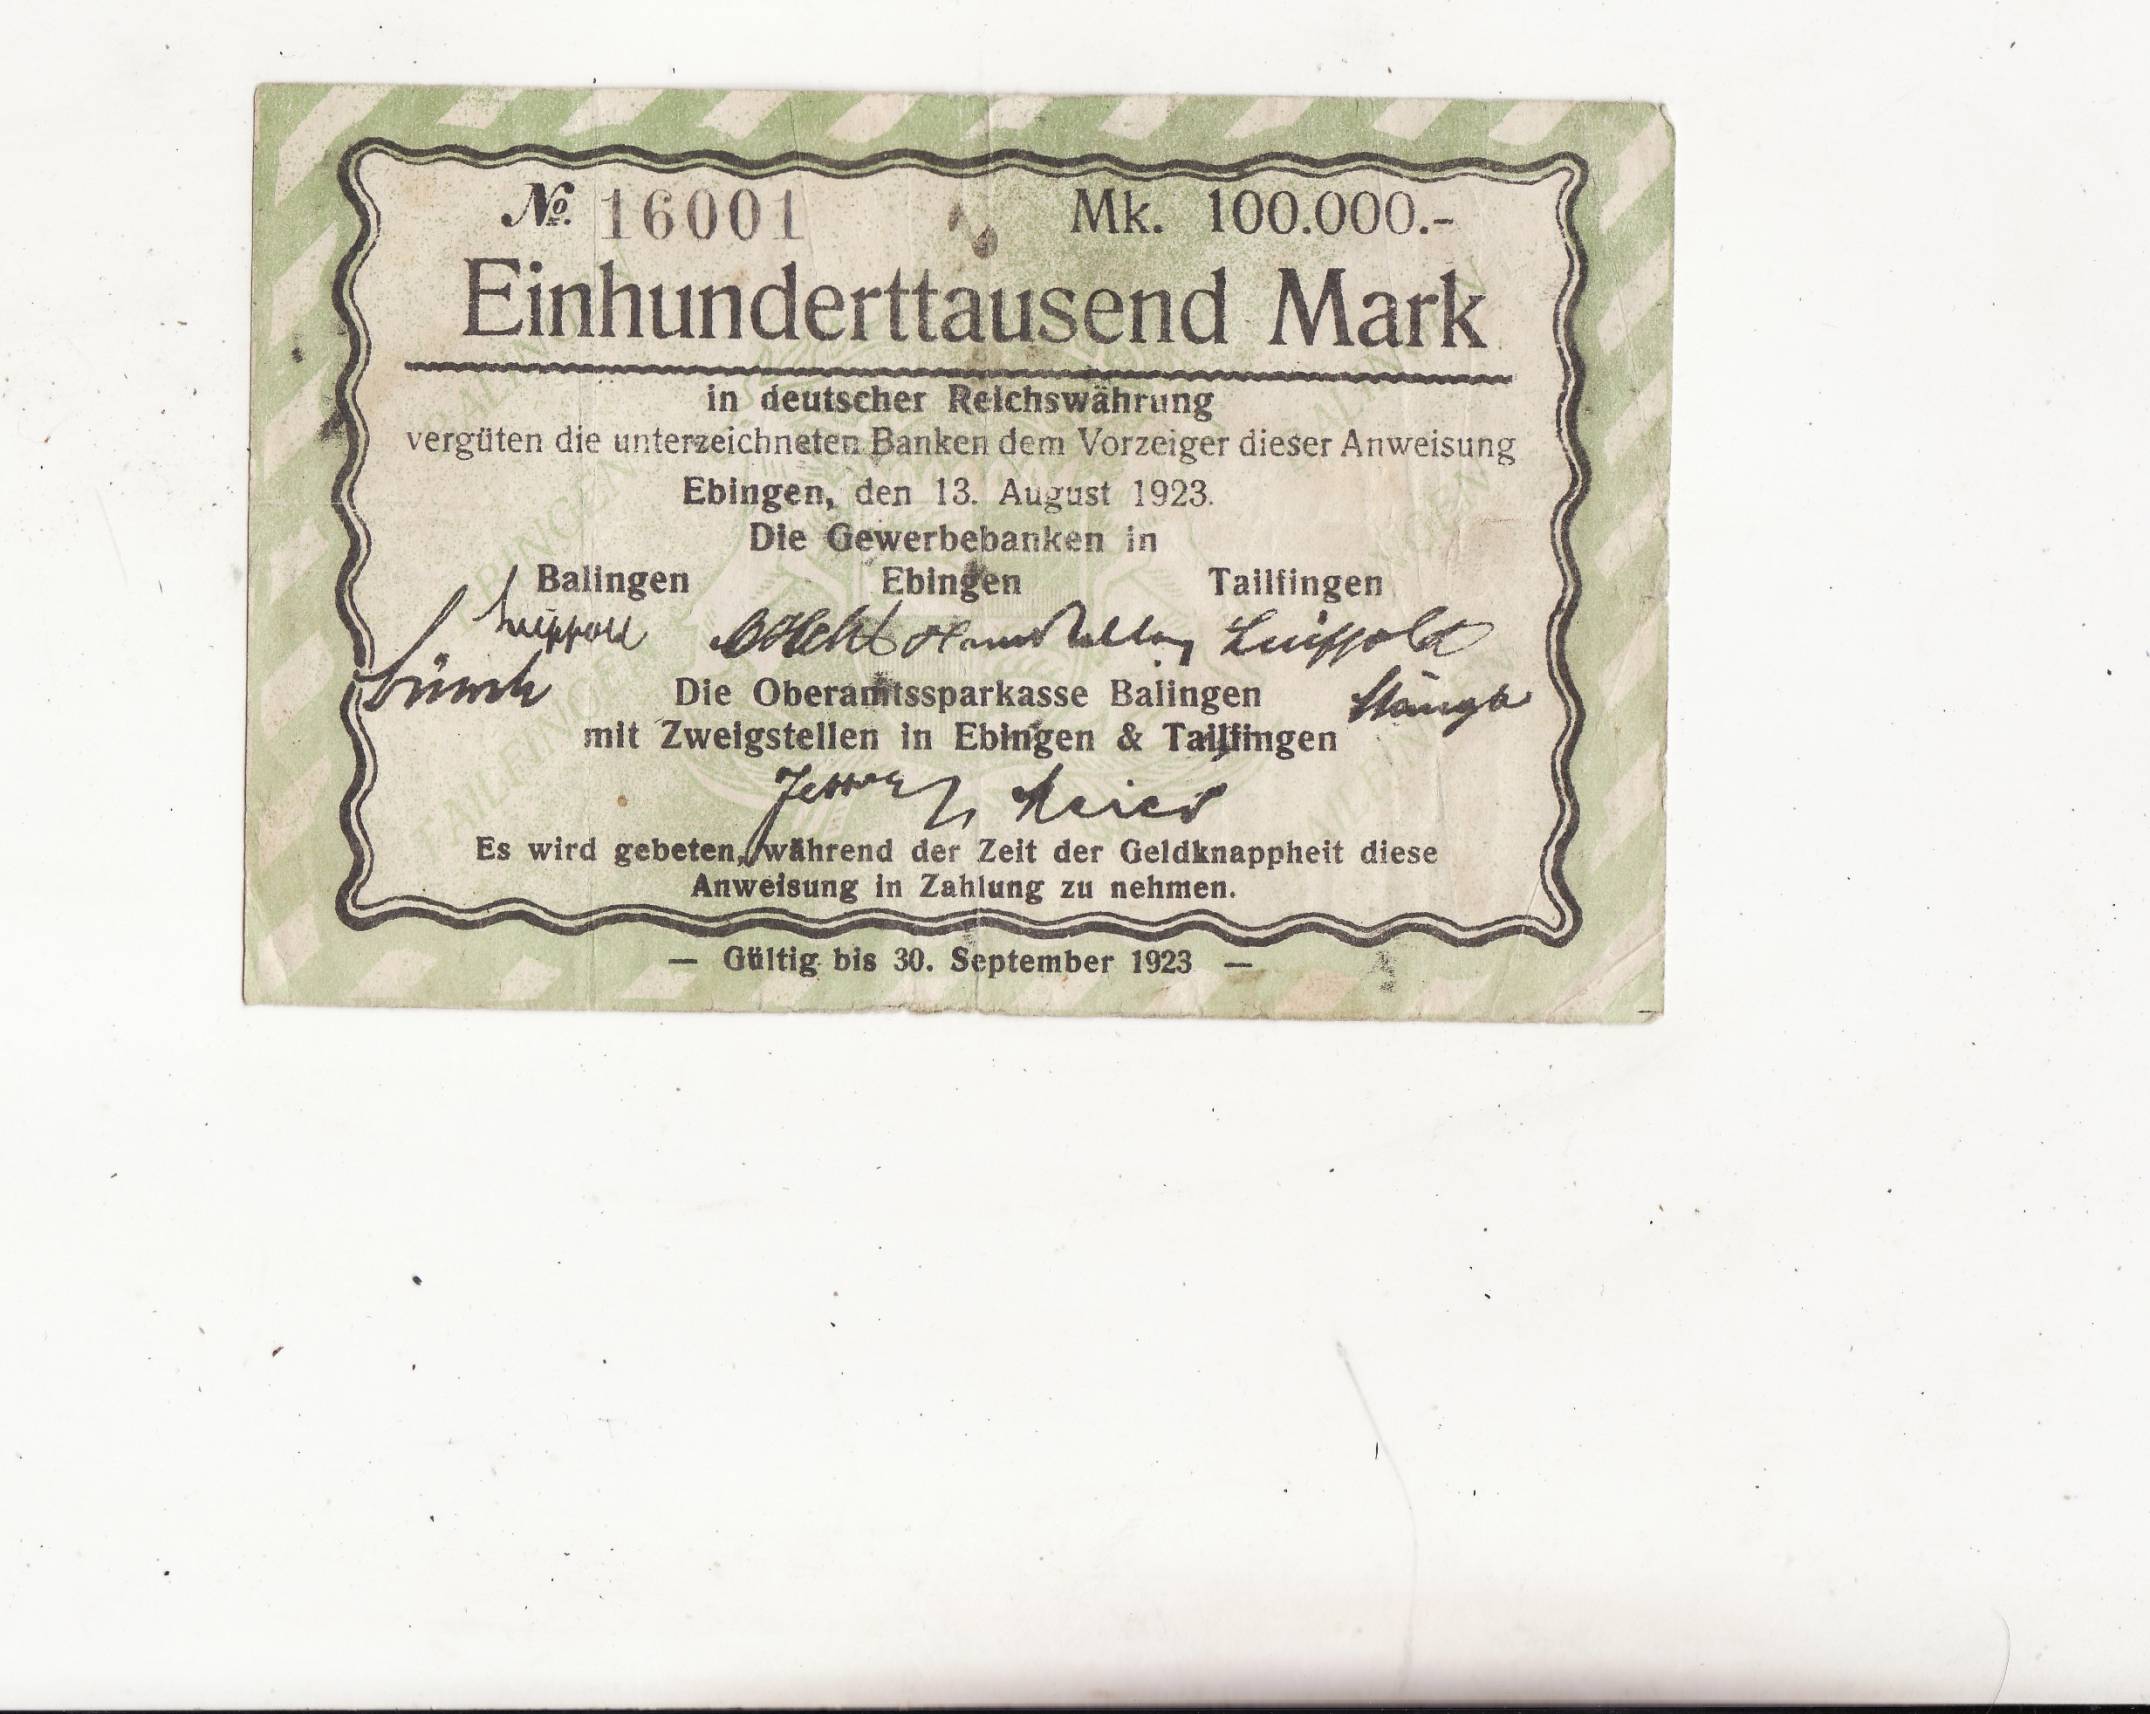 № 16001 Mk. 100.000.-
Einhunderttausend Mark
in deutscher Reichswährung
vergüten die unterzeichneten Banken dem Vorzeiger dieser Anweisung
Ebingen, den 13. August 1923.
Die Gewerbebanken in
Balingen Ebingen Tailfingen
Luippold
Die Oberamtssparkasse Balingen
mit Zweigstellen in Ebingen & Tailfingen
Es wird gebeten, während der Zeit der Geldknappheit diese
Anweisung in Zahlung zu nehmen.
— Gültig bis 30. September 1923 —